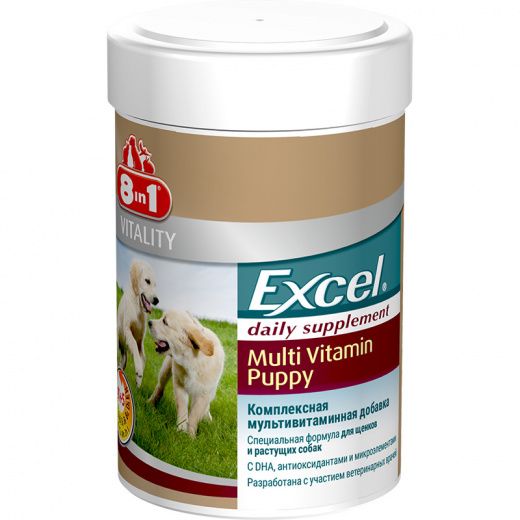 8in1®
VITALITY
Excel®
daily supplement
Multi Vitamin
Puppy
Комплексная
мультивитаминная добавка
Специальная формула для щенков
и растущих собак
С DHA, антиоксидантами и микроэлементами
Разработана с участием ветеринарных врачей